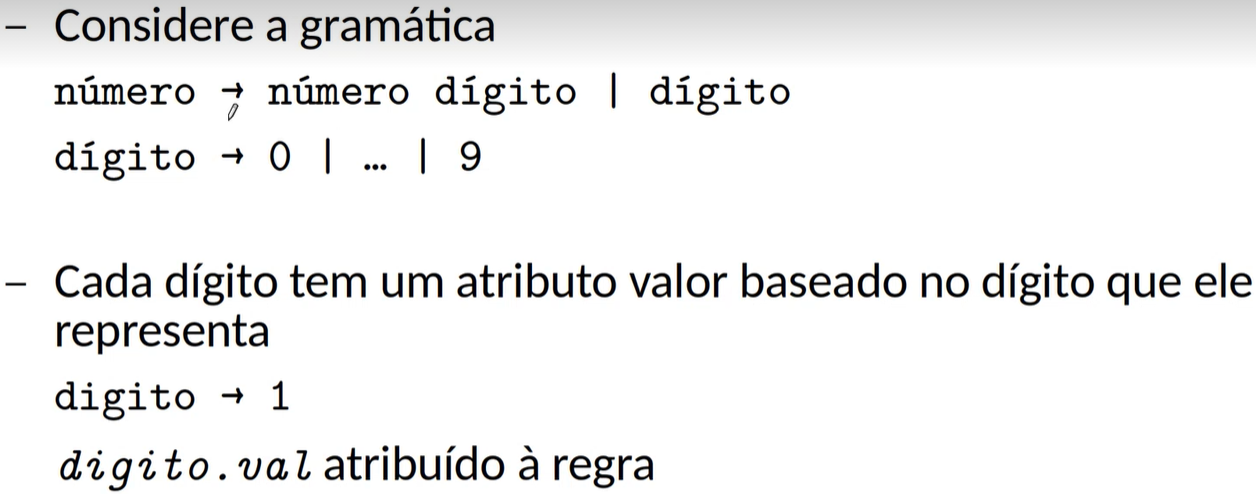 – Considere a gramática
número → número dígito | dígito
dígito → 0 | … | 9
– Cada dígito tem um atributo valor baseado no dígito que ele
representa
digito → 1
digito.val atribuído à regra